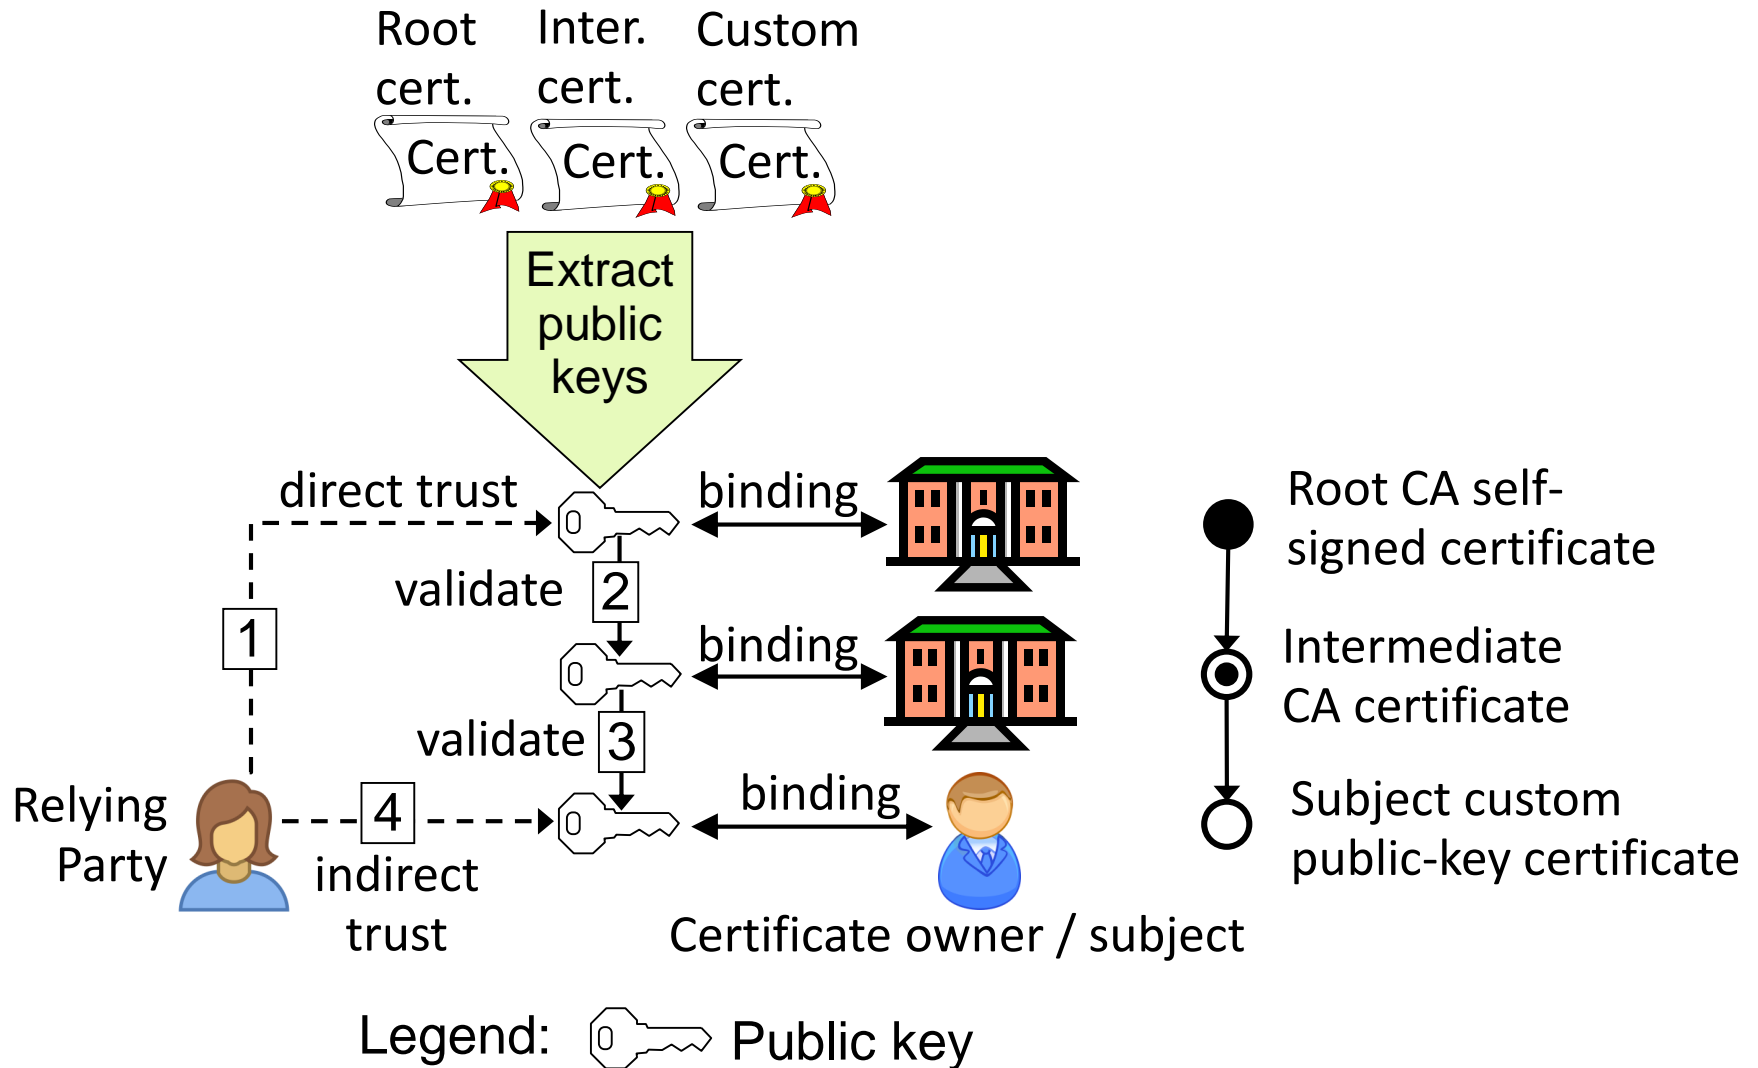 Root
cert.
Inter.
cert.
Custom
cert.
Cert.
Cert.
Cert.
Extract
public
keys
direct trust
binding
Root CA self-
signed certificate
validate
2
1
binding
Intermediate
CA certificate
validate
3
Relying
Party
4
indirect
trust
binding
Subject custom
public-key certificate
Certificate owner / subject
Legend:
Public key